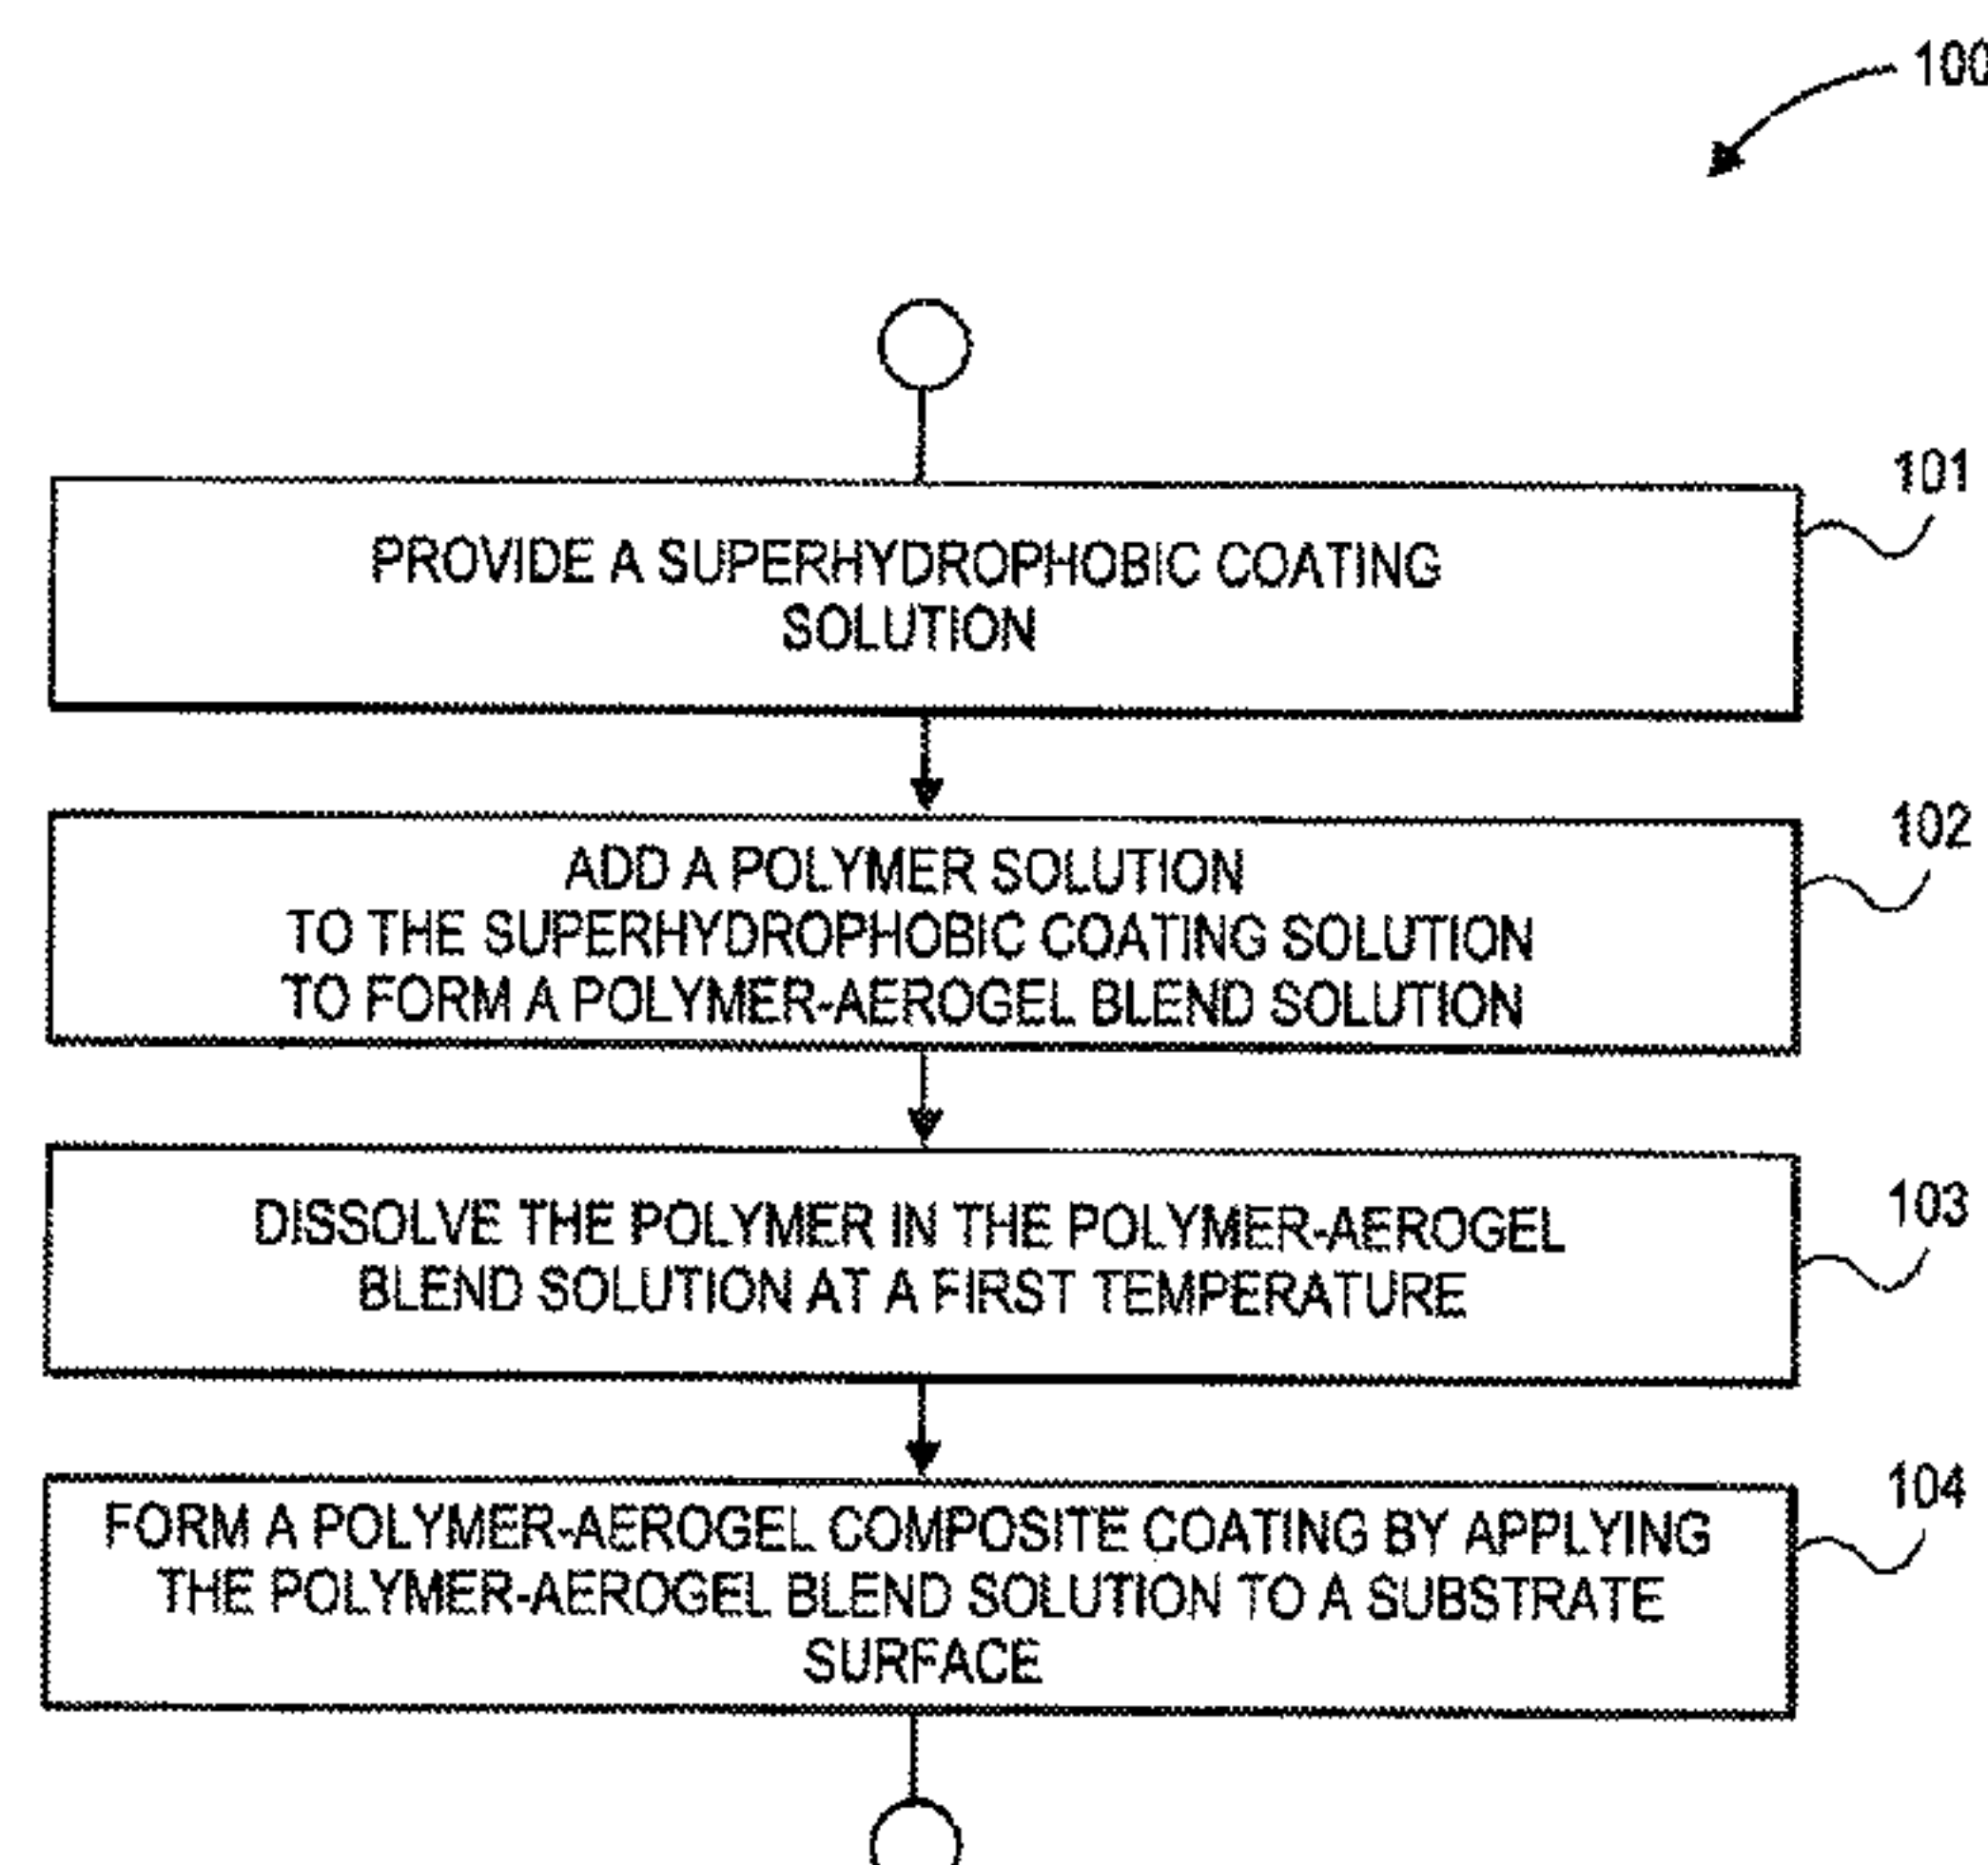 100
101
PROVIDE A SUPERHYDROPHOBIC COATING
SOLUTION
102
ADD A POLYMER SOLUTION
TO THE SUPERHYDROPHOBIC COATING SOLUTION
TO FORM A POLYMER-AEROGEL BLEND SOLUTION
103
DISSOLVE THE POLYMER IN THE POLYMER-AEROGEL
BLEND SOLUTION AT A FIRST TEMPERATURE
104
FORM A POLYMER-AEROGEL COMPOSITE COATING BY APPLYING
THE POLYMER-AEROGEL BLEND SOLUTION TO A SUBSTRATE
SURFACE